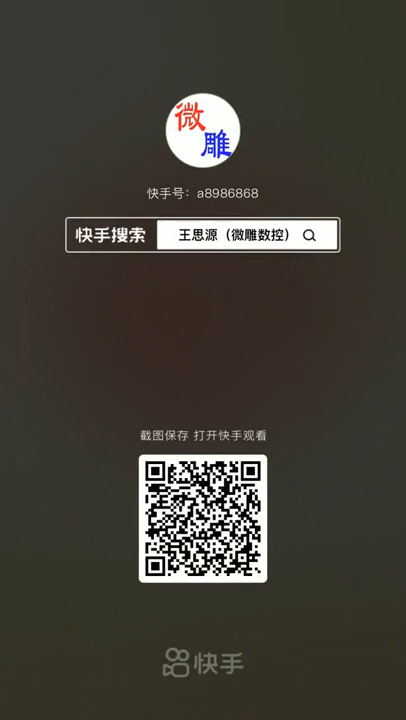 微
雕
快手号：a8986868
快手搜索 王思源（微雕数控）
截图保存 打开快手观看
快手